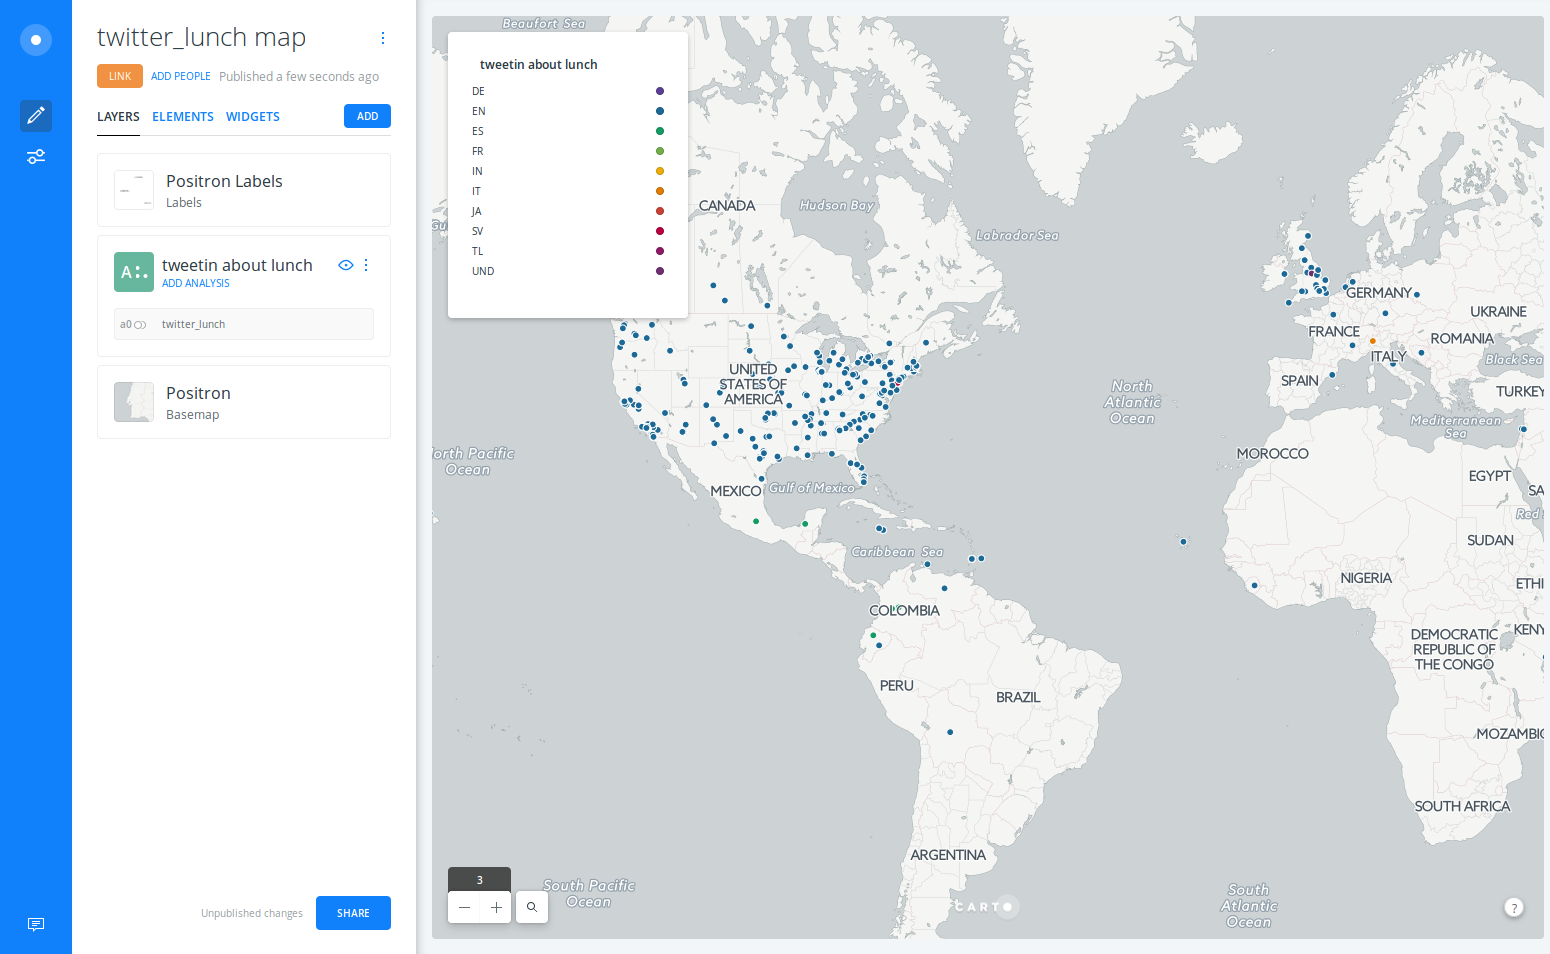 twitter_lunch map
LINK
ADD PEOPLE
Published a few seconds ago
LAYERS
ELEMENTS
WIDGETS
ADD
Positron Labels
Labels
A
tweetin about lunch
ADD ANALYSIS
a0
twitter_lunch
Positron
Basemap
Unpublished changes
SHARE
tweetin about lunch
DE
EN
ES
FR
IN
IT
JA
SV
TL
UND
Beaufort Sea
CANADA
Hudson Bay
Labrador Sea
Gu
UNITED
STATES OF
AMERICA
North
Atlantic
Ocean
orth Pacific
Ocean
MEXICO
Gulf of Mexico
Caribbean Sea
COLOMBIA
PERU
BRAZIL
ARGENTINA
South Pacific
Ocean
South
Atlantic
Ocean
GERMANY
UKRAINE
FRANCE
ROMANIA
ITALY
Black Sea
SPAIN
TURKEY
Mediterranean
Sea
MOROCCO
EGYPT
SA
Red
SUDAN
NIGERIA
ETHI
KENY
DEMOCRATIC
REPUBLIC OF
THE CONGO
MOZAMBIC
SOUTH AFRICA
3
CARTO
?